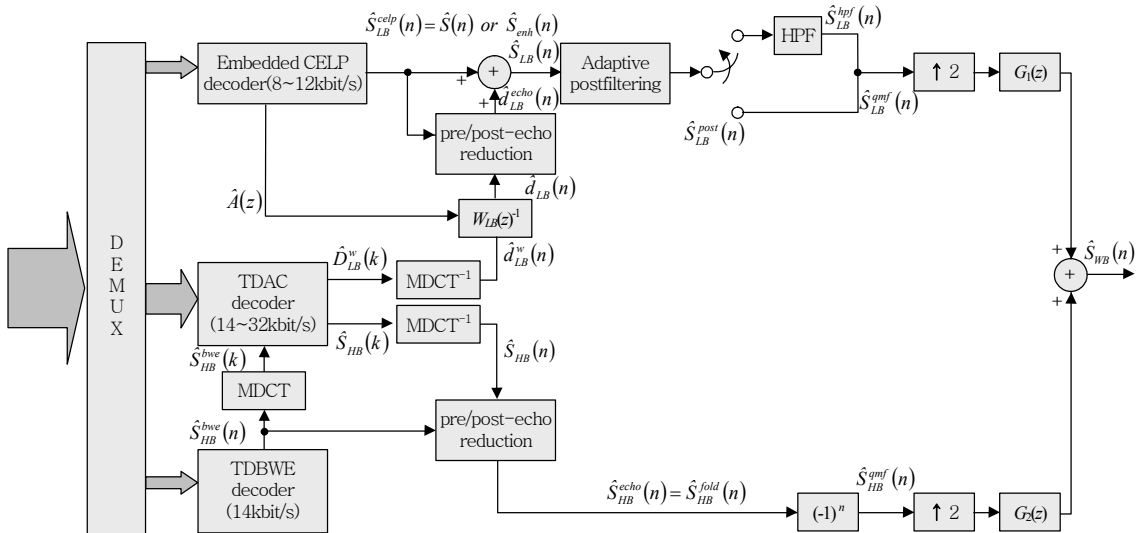 D
E
M
U
X
Embedded CELP
decoder(8~12kbit/s)
Ŝ_LB^celp(n) = Ŝ(n) or Ŝ_enh(n)
+
+
+
Ŝ_LB(n)
d̂_LB^echo(n)
Adaptive
postfiltering
HPF
Ŝ_LB^hpf(n)
Ŝ_LB^post(n)
Ŝ_LB^qmf(n)
↑ 2
G₁(z)
pre/post-echo
reduction
d̂_LB(n)
Â(z)
W_LB(z)⁻¹
d̂_LB^w(n)
TDAC
decoder
(14~32kbit/s)
D̂_LB^w(k)
MDCT⁻¹
Ŝ_HB(k)
MDCT⁻¹
Ŝ_HB(n)
Ŝ_HB^bwe(k)
MDCT
Ŝ_HB^bwe(n)
pre/post-echo
reduction
TDBWE
decoder
(14kbit/s)
Ŝ_HB^echo(n) = Ŝ_HB^fold(n)
(-1)ⁿ
Ŝ_HB^qmf(n)
↑ 2
G₂(z)
+
+
+
Ŝ_WB(n)